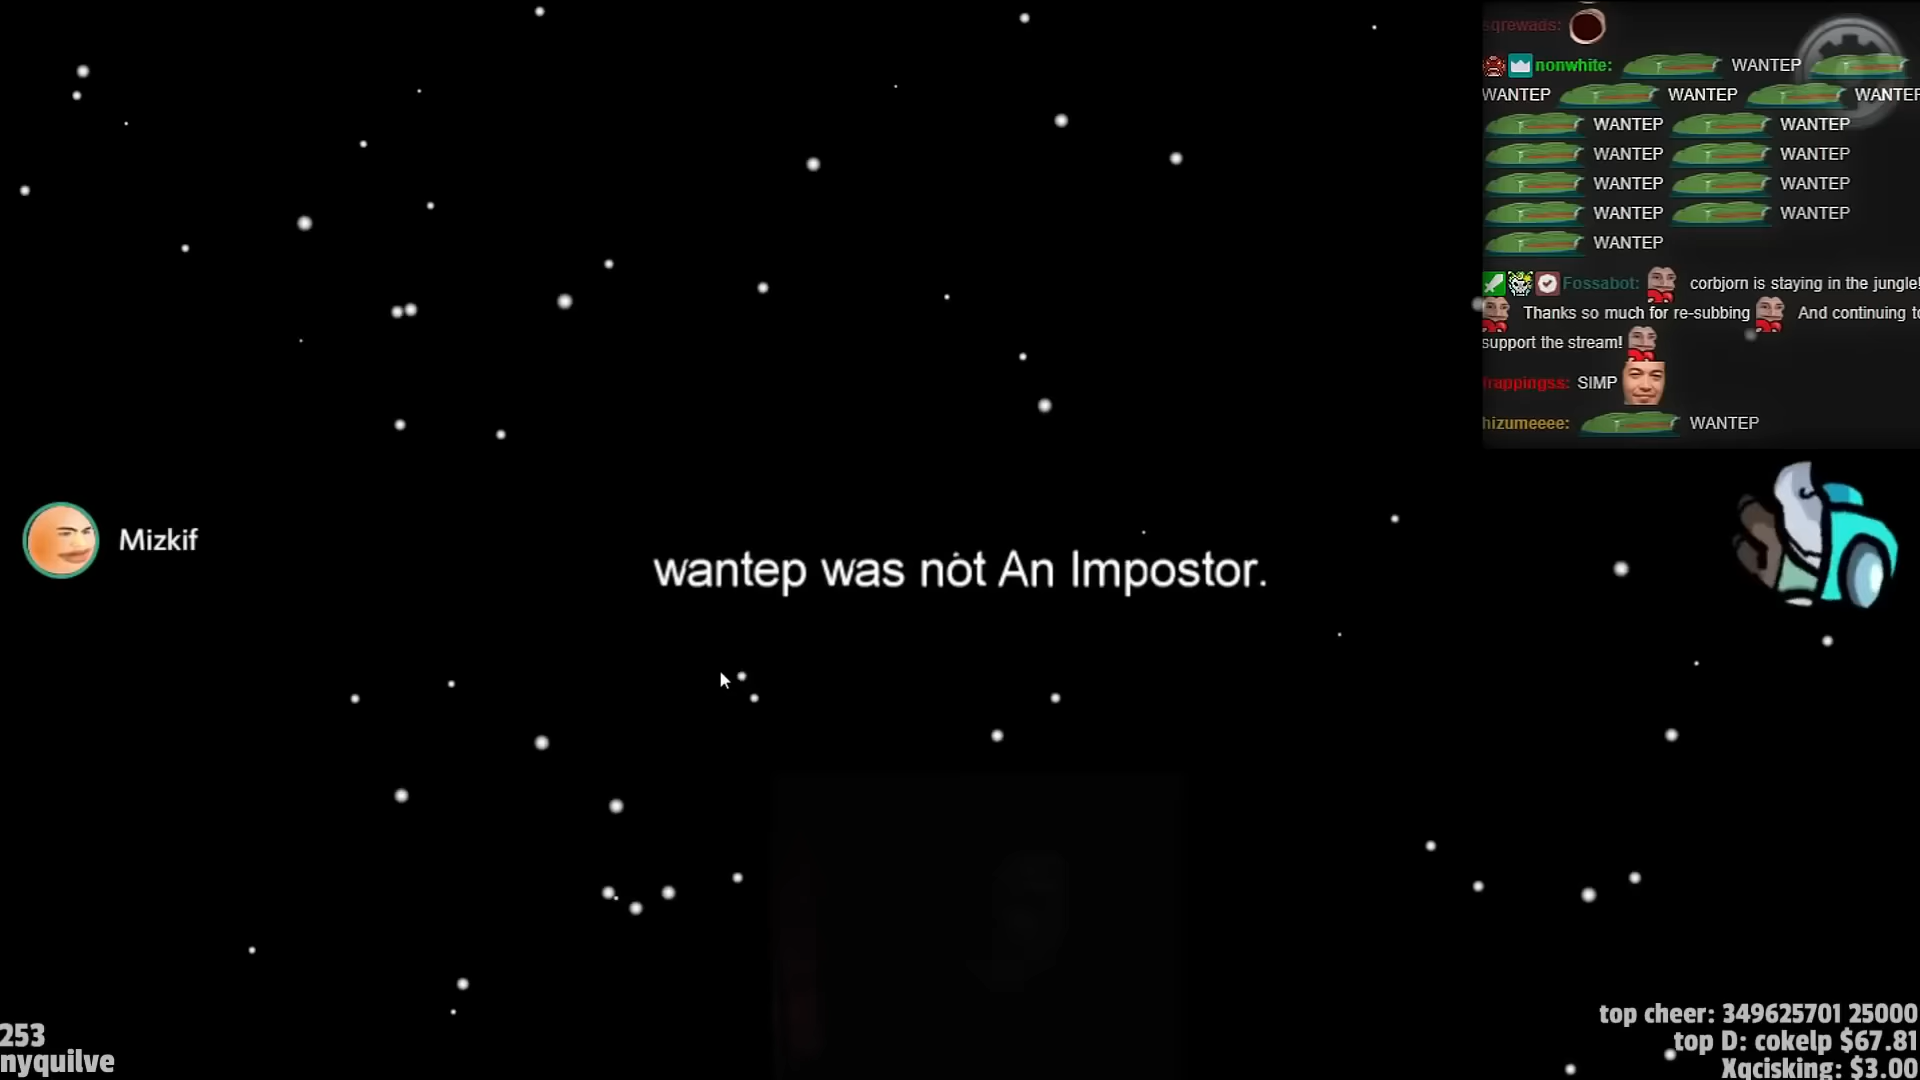 sqrewads:
nonwhite: WANTEP
WANTEP WANTEP WANTEP
WANTEP WANTEP
WANTEP WANTEP
WANTEP WANTEP
WANTEP WANTEP
WANTEP
Fossabot: corbjorn is staying in the jungle!
Thanks so much for re-subbing And continuing to
support the stream!
frappingss: SIMP
hizumeeee: WANTEP
Mizkif
wantep was not An Impostor.
253
nyquilve
top cheer: 349625701 25000
top D: cokelp $67.81
Xqcisking: $3.00